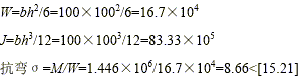 W=bh²/6=100×100²/6=16.7×10⁴
J=bh³/12=100×100³/12=83.33×10⁵
抗弯σ=M/W=1.446×10⁶/16.7×10⁴=8.66<[15.21]